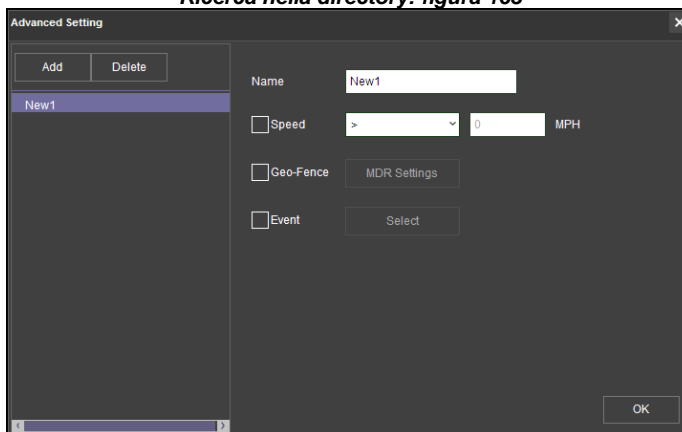 Ricerca nella directory: figura 163
Advanced Setting
Add Delete
New1
Name New1
Speed > 0 MPH
Geo-Fence MDR Settings
Event Select
OK